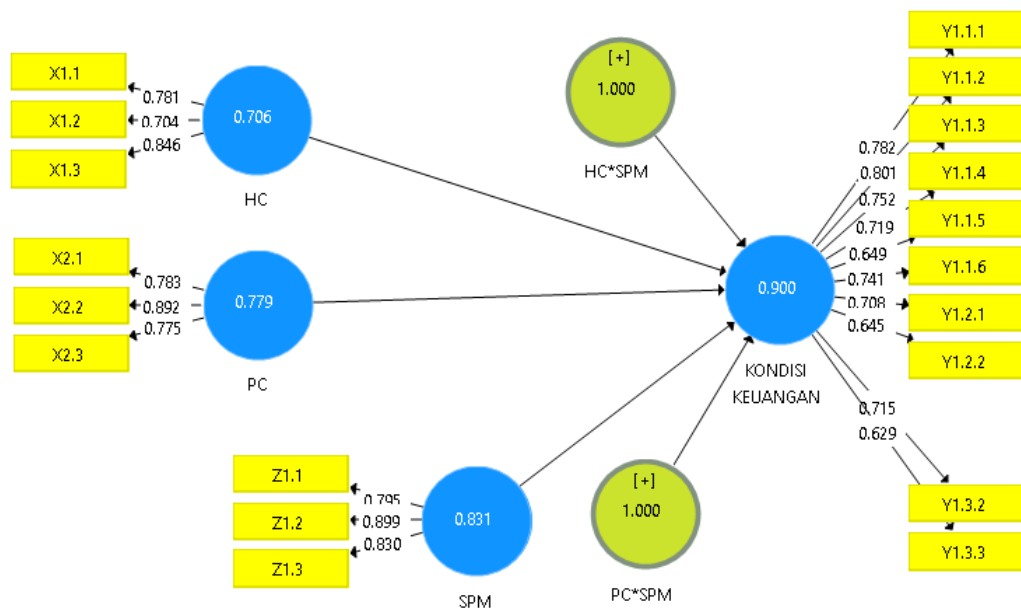 X1.1
X1.2
X1.3
0.781
0.704
0.846
0.706
HC
X2.1
X2.2
X2.3
0.783
0.892
0.775
0.779
PC
Z1.1
Z1.2
Z1.3
0.795
0.899
0.830
0.831
SPM
[+]
1.000
HC*SPM
[+]
1.000
PC*SPM
0.900
KONDISI
KEUANGAN
0.782
0.801
0.752
0.719
0.649
0.741
0.708
0.645
0.715
0.629
Y1.1.1
Y1.1.2
Y1.1.3
Y1.1.4
Y1.1.5
Y1.1.6
Y1.2.1
Y1.2.2
Y1.3.2
Y1.3.3